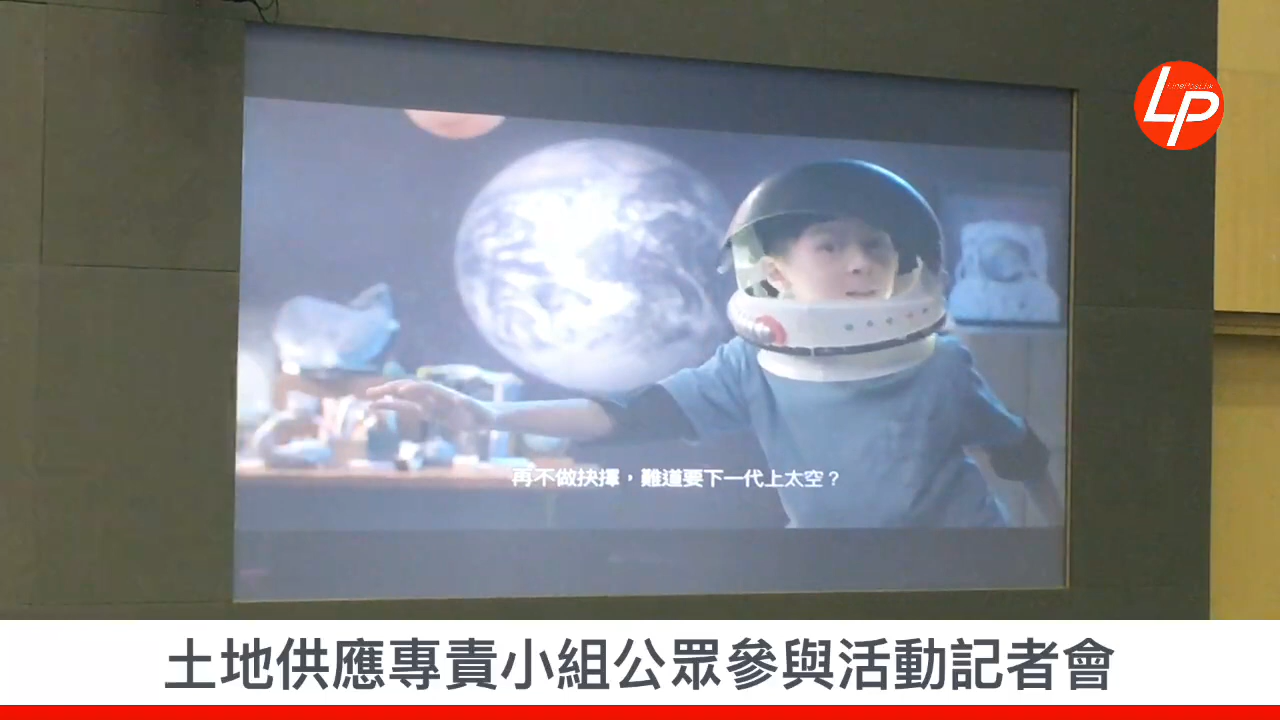 LP
再不做抉擇，難道要下一代上太空？
土地供應專責小組公眾參與活動記者會